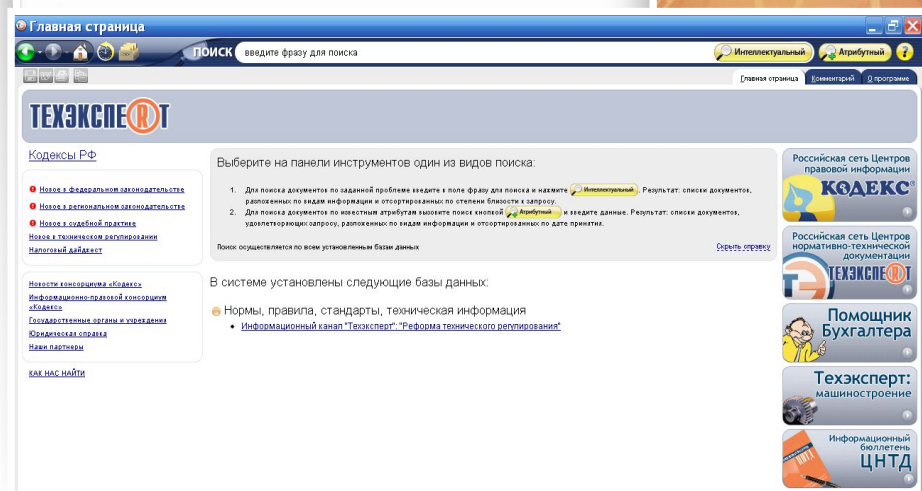 Главная страница
ПОИСК введите фразу для поиска Интеллектуальный Атрибутный ?
Главная страница Комментарий О программе
ТЕХЭКСПЕRТ
Кодексы РФ
Новое в федеральном законодательстве
Новое в региональном законодательстве
Новое в судебной практике
Новое в техническом регулировании
Налоговый дайджест
Новости консорциума «Кодекс»
Информационно-правовой консорциум
«Кодекс»
Государственные органы и учреждения
Юридическая справка
Наши партнеры
КАК НАС НАЙТИ
Выберите на панели инструментов один из видов поиска:
1. Для поиска документов по заданной проблеме введите в поле фразу для поиска и нажмите Интеллектуальный. Результат: списки документов,
разложенных по видам информации и отсортированных по степени близости к запросу.
2. Для поиска документов по известным атрибутам вызовите поиск кнопкой Атрибутный и введите данные. Результат: списки документов,
удовлетворяющих запросу, разложенных по видам информации и отсортированных по дате принятия.
Поиск осуществляется по всем установленным базам данных Скрыть справку
В системе установлены следующие базы данных:
Нормы, правила, стандарты, техническая информация
Информационный канал "Техэксперт": "Реформа технического регулирования"
Российская сеть Центров
правовой информации
КОДЕКС®
Российская сеть Центров
нормативно-технической
документации
ТЕХЭКСПЕRТ
Помощник
Бухгалтера
Техэксперт:
машиностроение
Информационный
бюллетень
ЦНТД